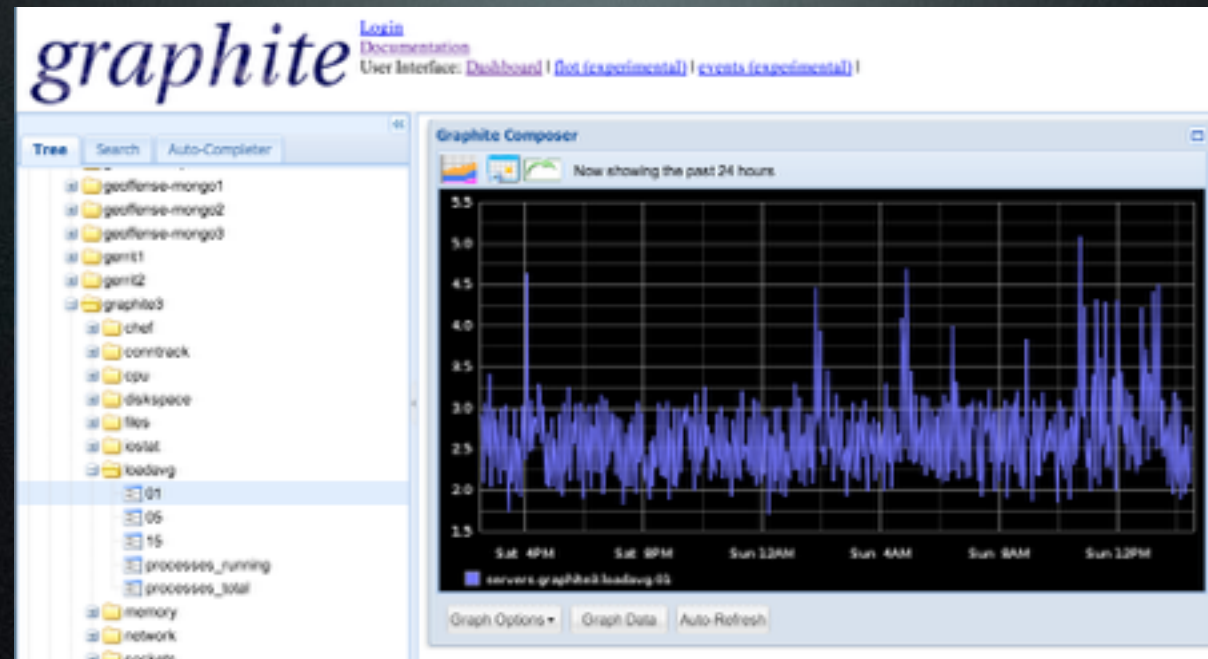 graphite
Login
Documentation
User Interface: Dashboard | flot (experimental) | events (experimental) |
Tree Search Auto-Completer
geoffense-mongo1
geoffense-mongo2
geoffense-mongo3
gerrit1
gerrit2
graphite3
chef
conntrack
cpu
diskspace
files
iostat
loadavg
01
05
15
processes_running
processes_total
memory
network
sockets
Graphite Composer
Now showing the past 24 hours
5.5
5.0
4.5
4.0
3.5
3.0
2.5
2.0
1.5
Sat 4PM Sat 8PM Sun 12AM Sun 4AM Sun 8AM Sun 12PM
servers.graphite3.loadavg.01
Graph Options Graph Data Auto-Refresh